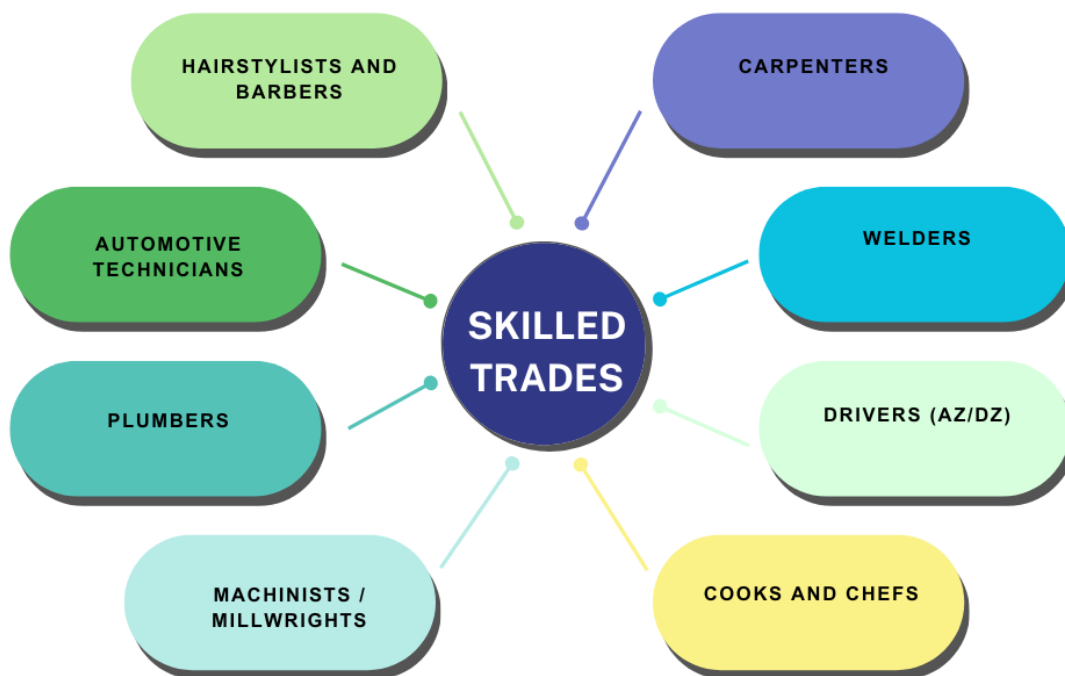 HAIRSTYLISTS AND
BARBERS
CARPENTERS
AUTOMOTIVE
TECHNICIANS
WELDERS
SKILLED
TRADES
PLUMBERS
DRIVERS (AZ/DZ)
MACHINISTS /
MILLWRIGHTS
COOKS AND CHEFS